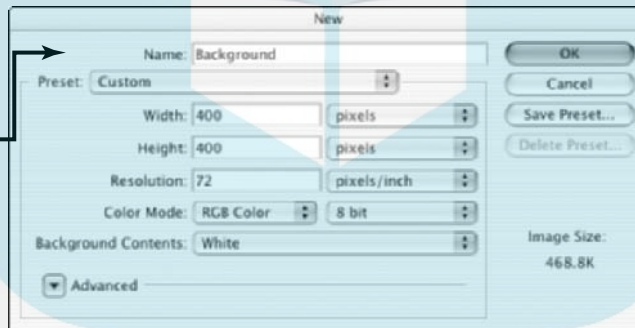 New
Name: Background
OK
Preset: Custom
Cancel
Width: 400 pixels
Save Preset...
Height: 400 pixels
Delete Preset...
Resolution: 72 pixels/inch
Color Mode: RGB Color 8 bit
Background Contents: White
Image Size:
468.8K
Advanced